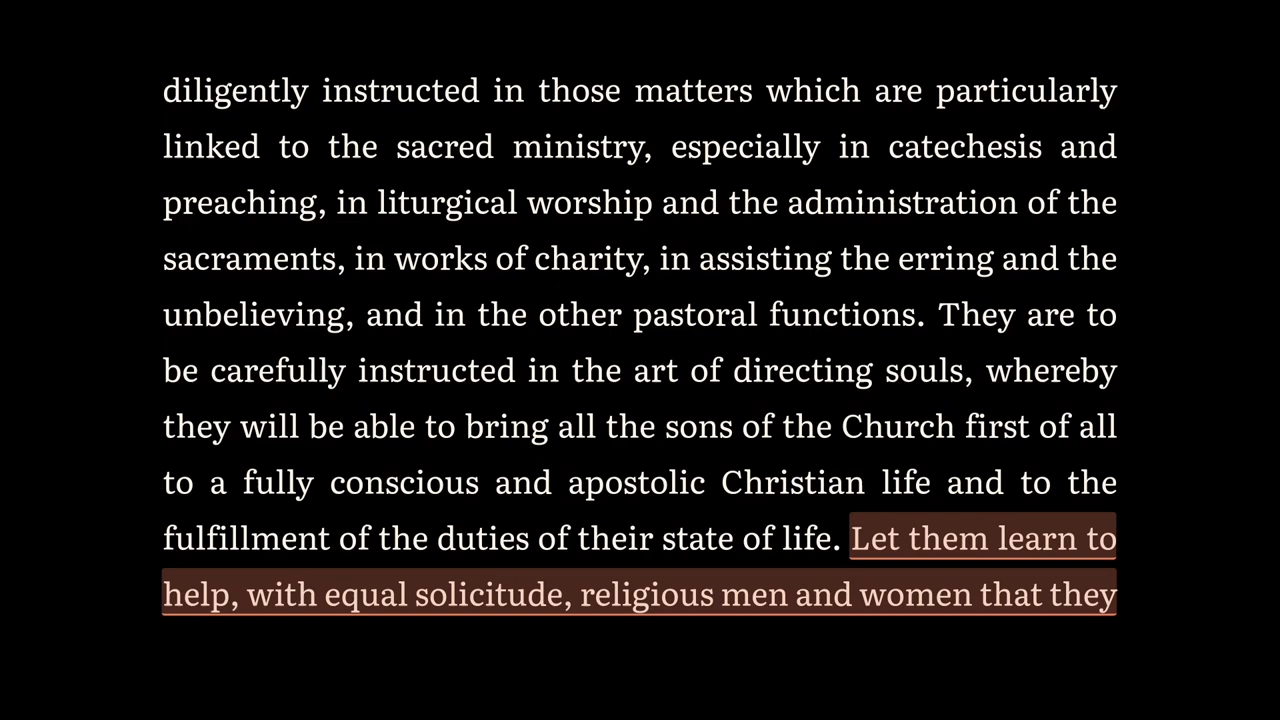 diligently instructed in those matters which are particularly
linked to the sacred ministry, especially in catechesis and
preaching, in liturgical worship and the administration of the
sacraments, in works of charity, in assisting the erring and the
unbelieving, and in the other pastoral functions. They are to
be carefully instructed in the art of directing souls, whereby
they will be able to bring all the sons of the Church first of all
to a fully conscious and apostolic Christian life and to the
fulfillment of the duties of their state of life. Let them learn to
help, with equal solicitude, religious men and women that they